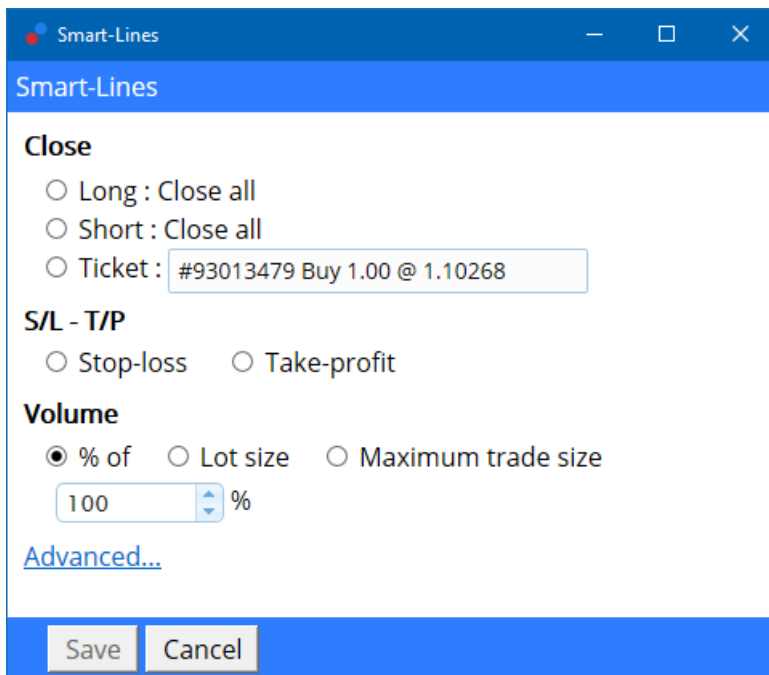 Smart-Lines
Smart-Lines
Close
Long : Close all
Short : Close all
Ticket : #93013479 Buy 1.00 @ 1.10268
S/L - T/P
Stop-loss Take-profit
Volume
% of Lot size Maximum trade size
100 %
Advanced...
Save Cancel